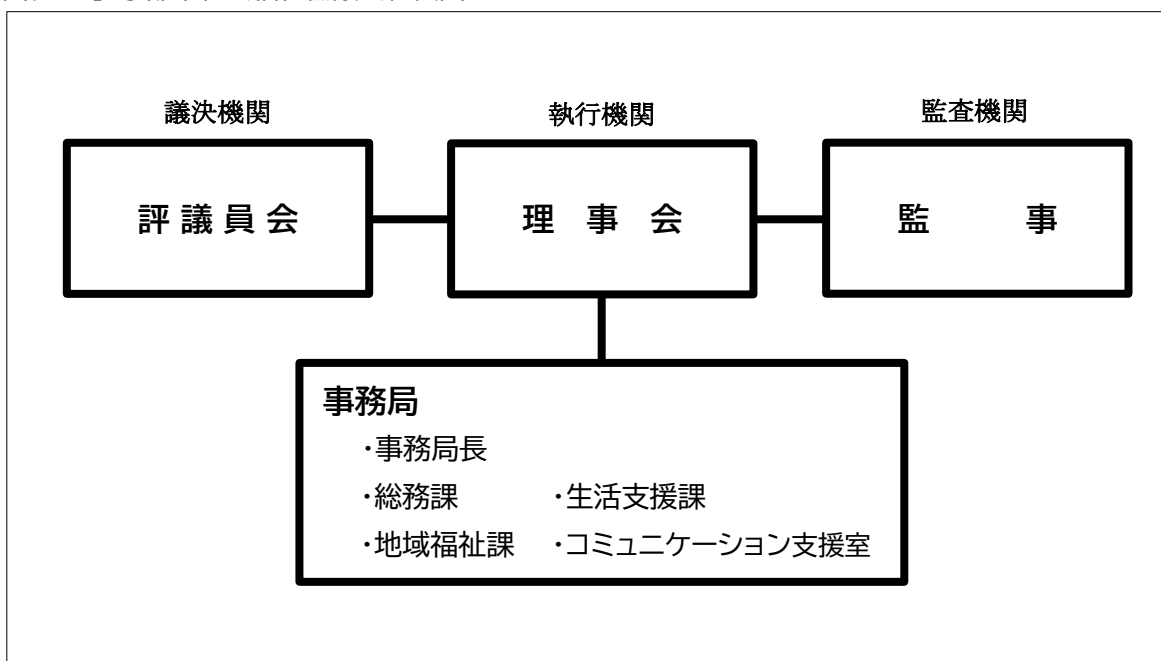 議決機関 執行機関 監査機関
評議員会 理事会 監事
事務局
・事務局長
・総務課 ・生活支援課
・地域福祉課 ・コミュニケーション支援室